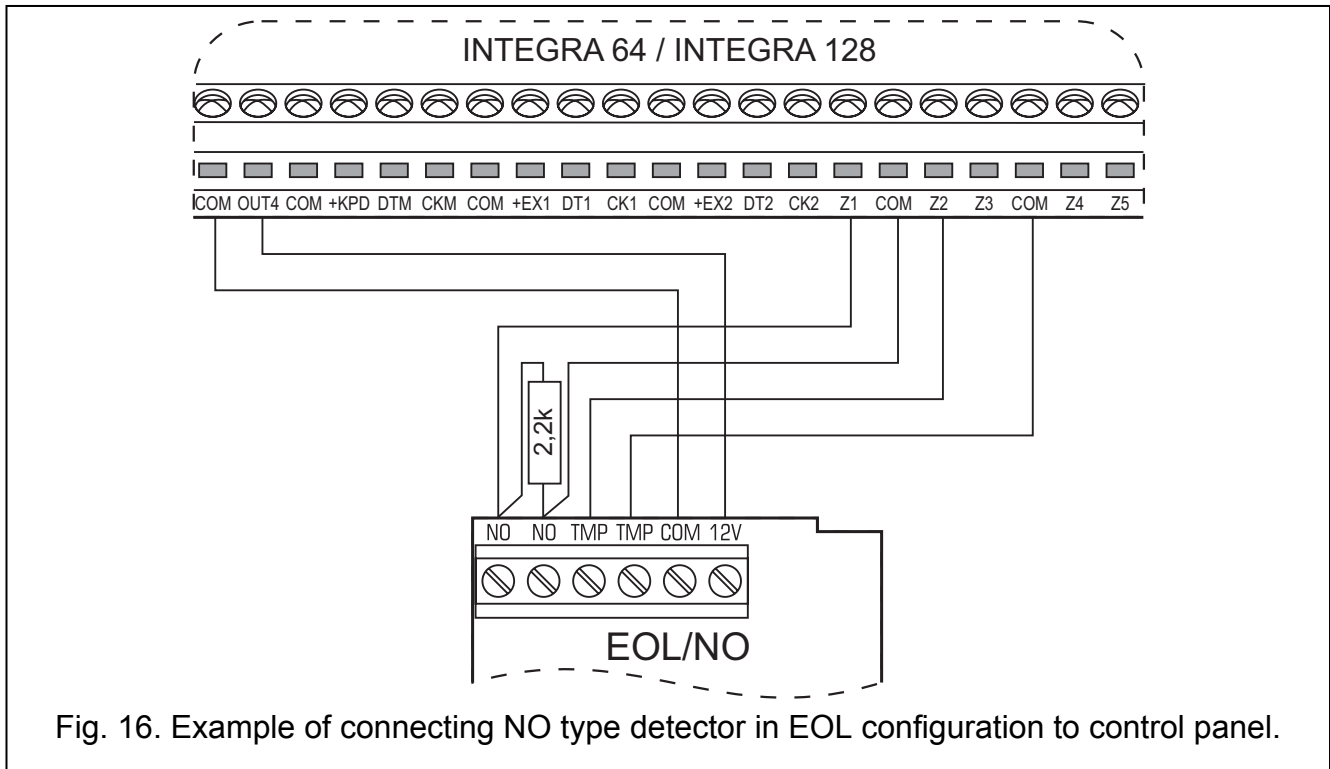 INTEGRA 64 / INTEGRA 128
COM OUT4 COM +KPD DTM CKM COM +EX1 DT1 CK1 COM +EX2 DT2 CK2 Z1 COM Z2 Z3 COM Z4 Z5
2,2k
NO NO TMP TMP COM 12V
EOL/NO
Fig. 16. Example of connecting NO type detector in EOL configuration to control panel.